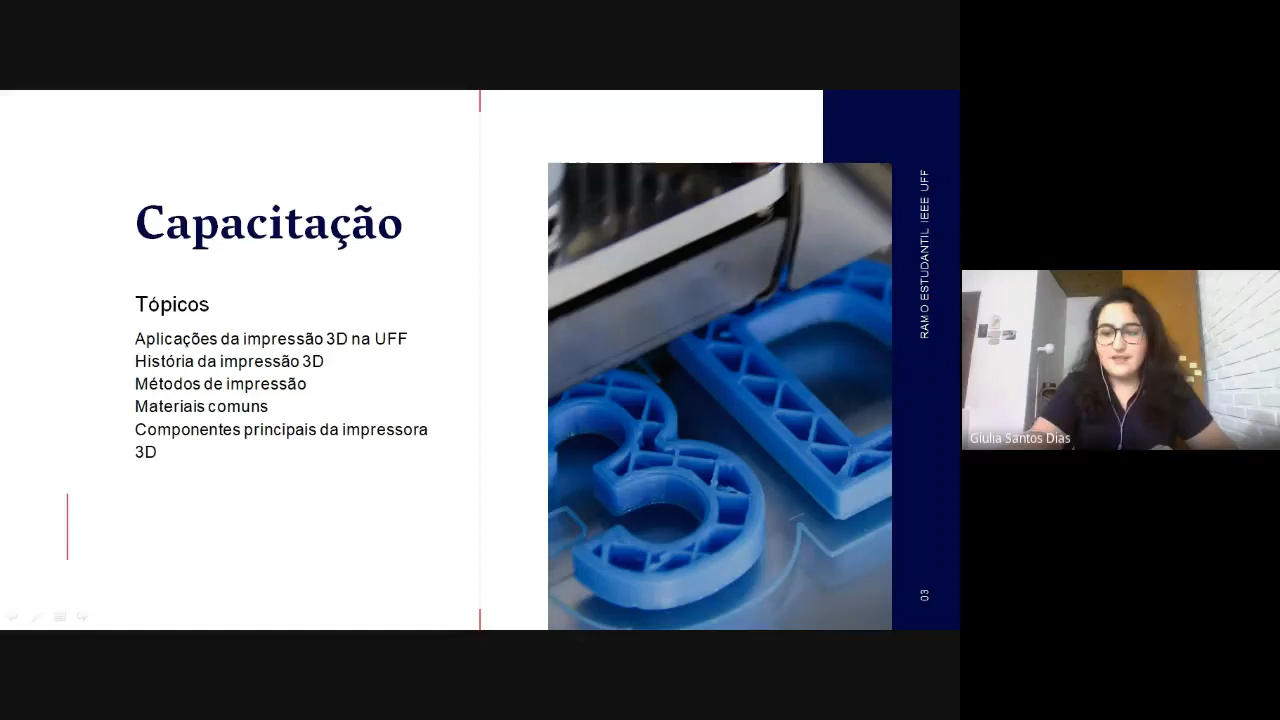 Capacitação
Tópicos
Aplicações da impressão 3D na UFF
História da impressão 3D
Métodos de impressão
Materiais comuns
Componentes principais da impressora
3D
RAMO ESTUDANTIL IEEE UFF
03
Giulia Santos Dias